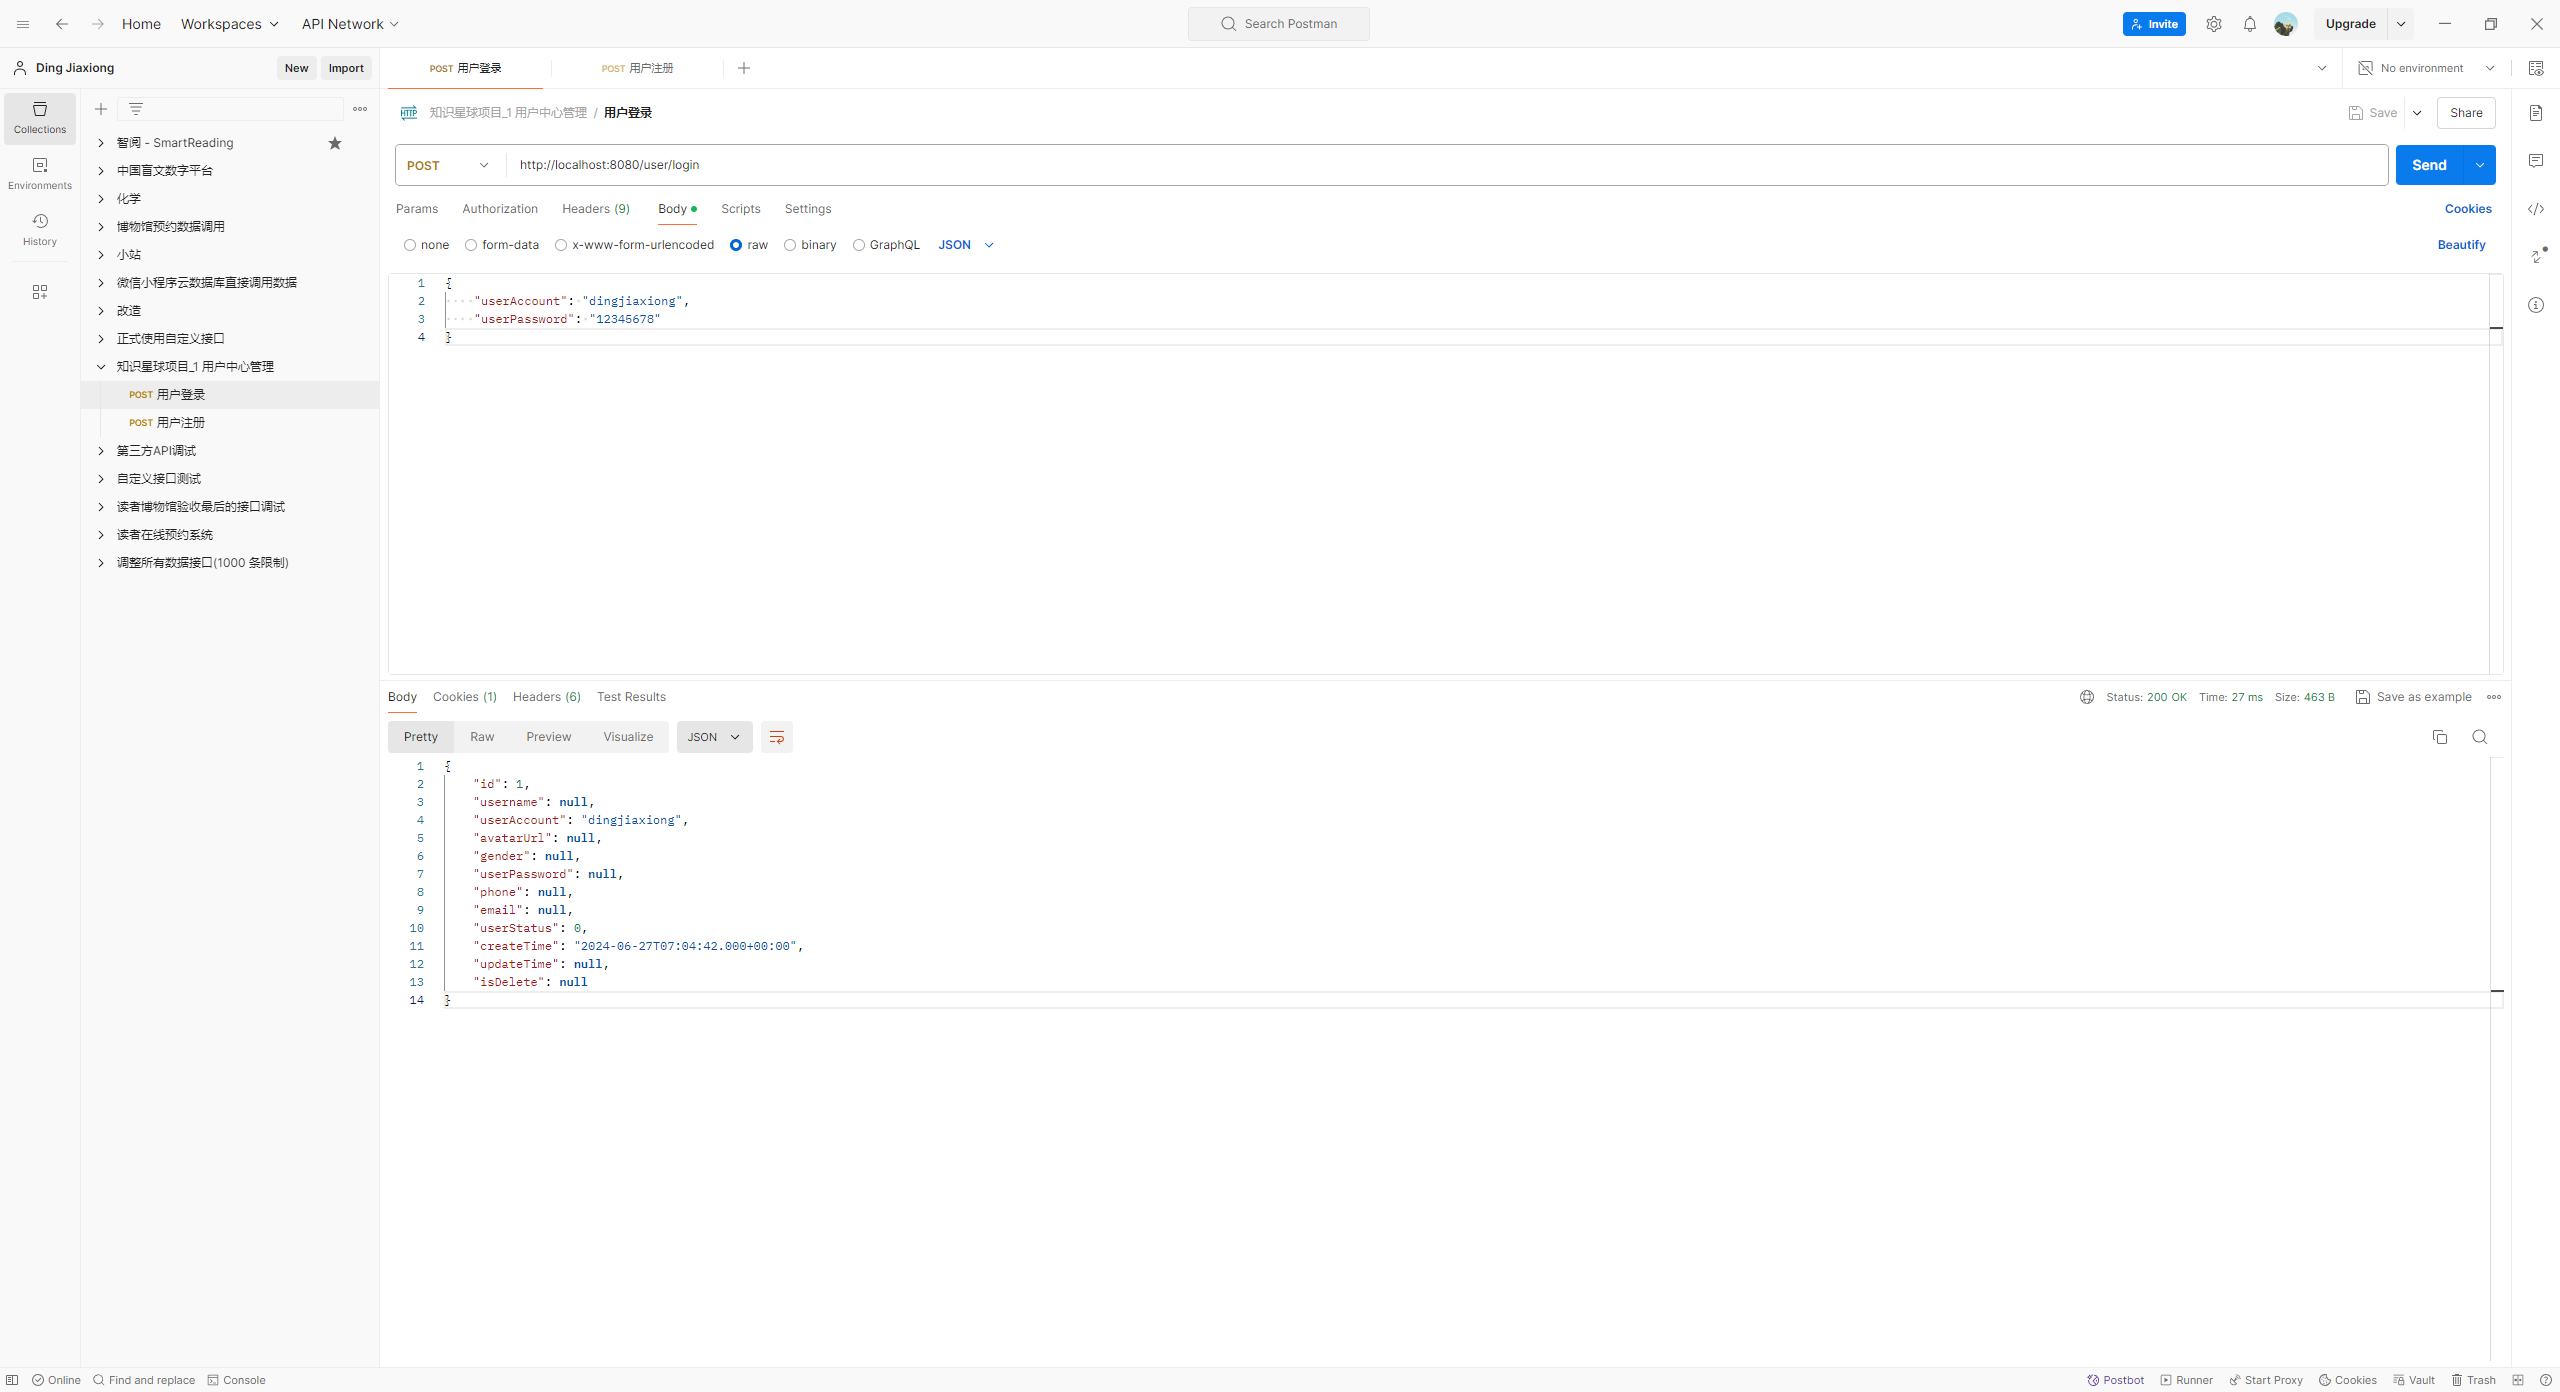 Home Workspaces API Network Search Postman Invite Upgrade
Ding Jiaxiong New Import POST 用户登录 POST 用户注册 No environment
HTTP 知识星球项目_1 用户中心管理 / 用户登录 Save Share
Collections
Environments
History
智阅 - SmartReading
中国盲文数字平台
化学
博物馆预约数据调用
小站
微信小程序云数据库直接调用数据
改造
正式使用自定义接口
知识星球项目_1 用户中心管理
POST 用户登录
POST 用户注册
第三方API调试
自定义接口测试
读者博物馆验收最后的接口调试
读者在线预约系统
调整所有数据接口(1000 条限制)
POST http://localhost:8080/user/login Send
Params Authorization Headers (9) Body Scripts Settings Cookies
none form-data x-www-form-urlencoded raw binary GraphQL JSON Beautify
1 {
2 "userAccount": "dingjiaxiong",
3 "userPassword": "12345678"
4 }
Body Cookies (1) Headers (6) Test Results Status: 200 OK Time: 27 ms Size: 463 B Save as example
Pretty Raw Preview Visualize JSON
1 {
2 "id": 1,
3 "username": null,
4 "userAccount": "dingjiaxiong",
5 "avatarUrl": null,
6 "gender": null,
7 "userPassword": null,
8 "phone": null,
9 "email": null,
10 "userStatus": 0,
11 "createTime": "2024-06-27T07:04:42.000+00:00",
12 "updateTime": null,
13 "isDelete": null
14 }
Online Find and replace Console Postbot Runner Start Proxy Cookies Vault Trash